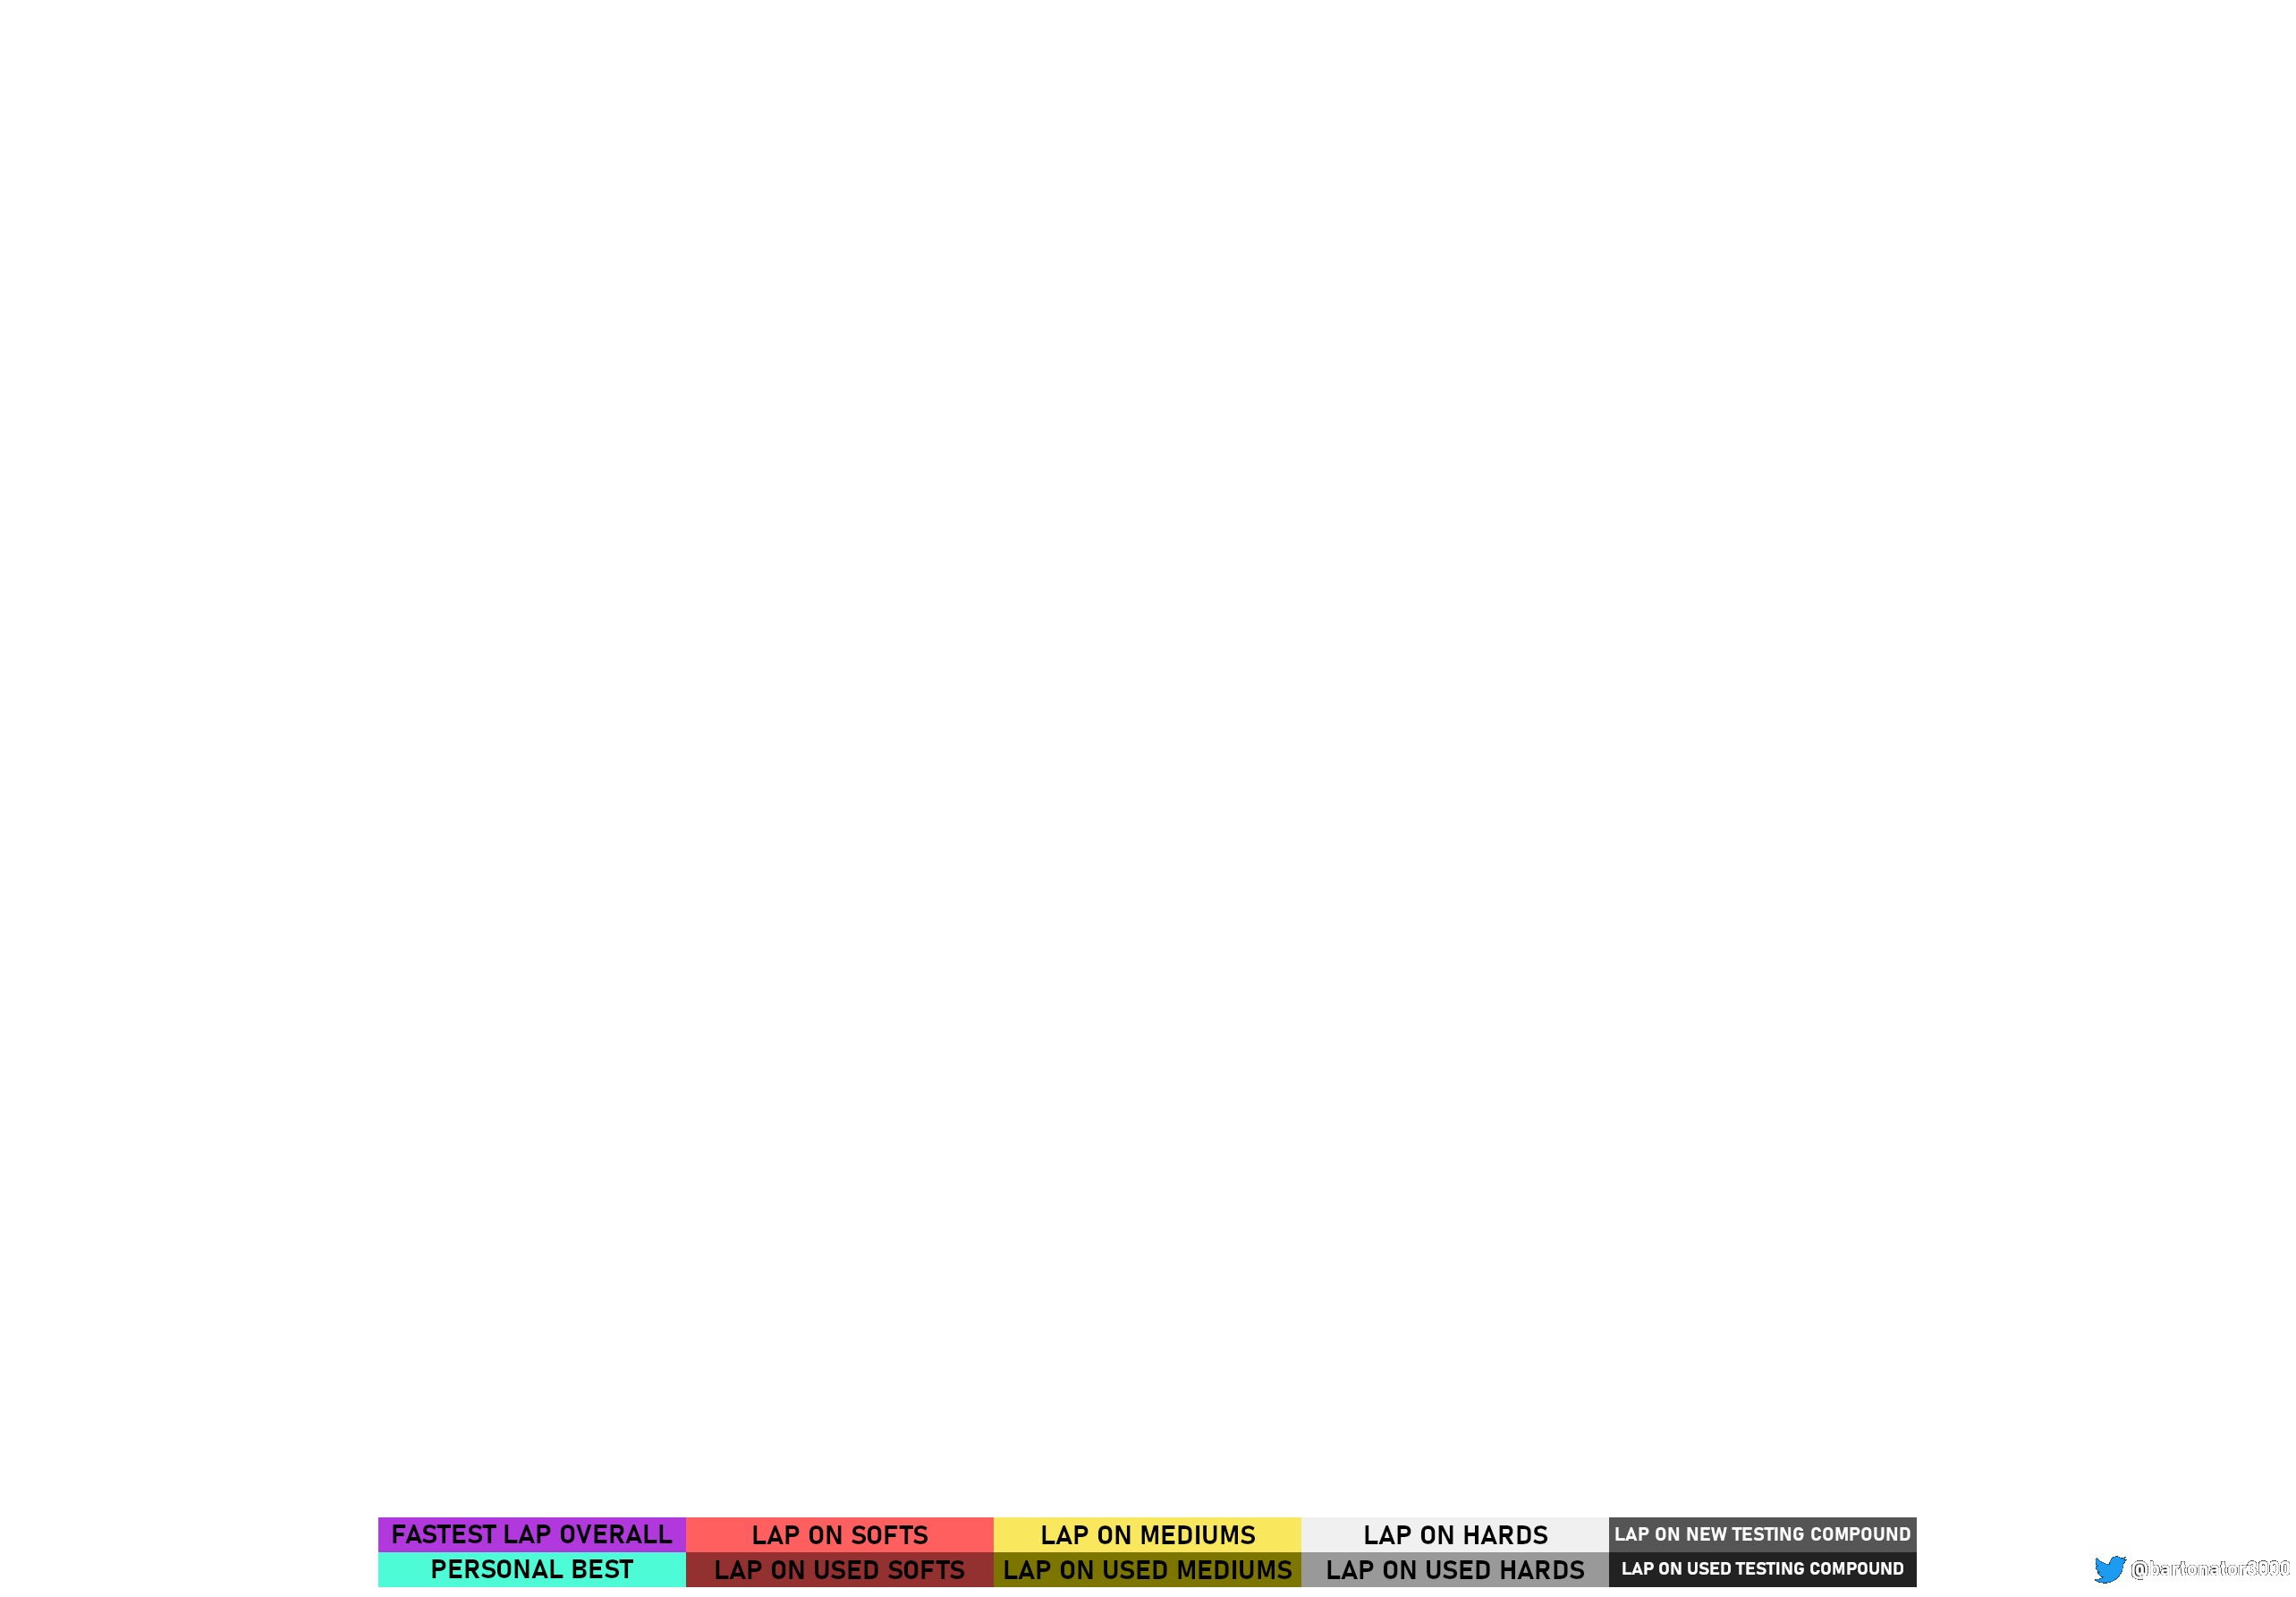 FASTEST LAP OVERALL LAP ON SOFTS LAP ON MEDIUMS LAP ON HARDS LAP ON NEW TESTING COMPOUND
PERSONAL BEST LAP ON USED SOFTS LAP ON USED MEDIUMS LAP ON USED HARDS LAP ON USED TESTING COMPOUND
@bartonator3000